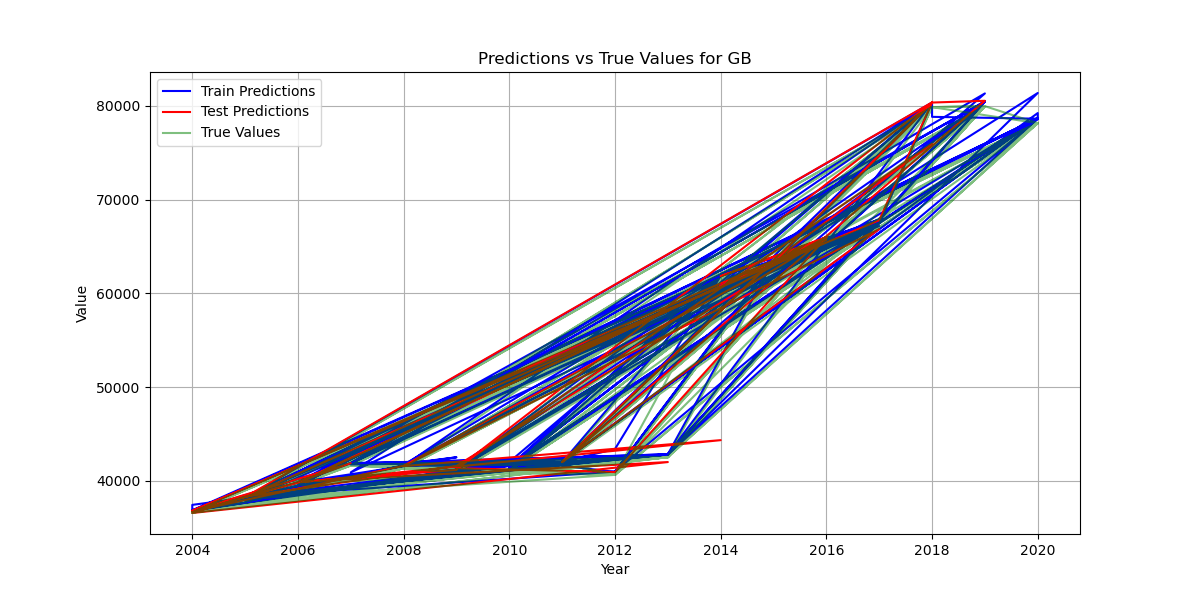 Predictions vs True Values for GB
Train Predictions
Test Predictions
True Values
80000
70000
60000
50000
40000
Value
2004 2006 2008 2010 2012 2014 2016 2018 2020
Year